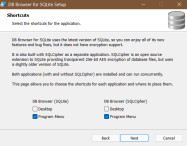 DB Browser for SQLite Setup
Shortcuts
Select the shortcuts for the application.
DB Browser for SQLite uses the latest version of SQLite, so you can enjoy all of its new
features and bug fixes, but it does not have encryption support.
It is also built with SQLCipher as a separate application. SQLCipher is an open source
extension to SQLite providing transparent 256-bit AES encryption of database files, but uses
a slightly older version of SQLite.
Both applications (with and without SQLCipher) are installed and can run concurrently.
This page allows you to choose the shortcuts for each application and where to place them.
DB Browser (SQLite) DB Browser (SQLCipher)
Desktop Desktop
Program Menu Program Menu
Back Next Cancel